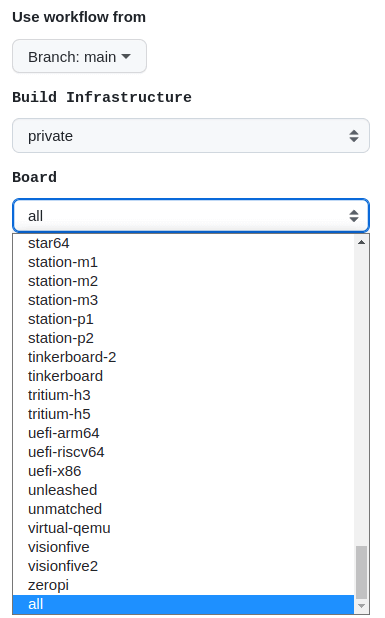 Use workflow from
Branch: main
Build Infrastructure
private
Board
all
star64
station-m1
station-m2
station-m3
station-p1
station-p2
tinkerboard-2
tinkerboard
tritium-h3
tritium-h5
uefi-arm64
uefi-riscv64
uefi-x86
unleashed
unmatched
virtual-qemu
visionfive
visionfive2
zeropi
all